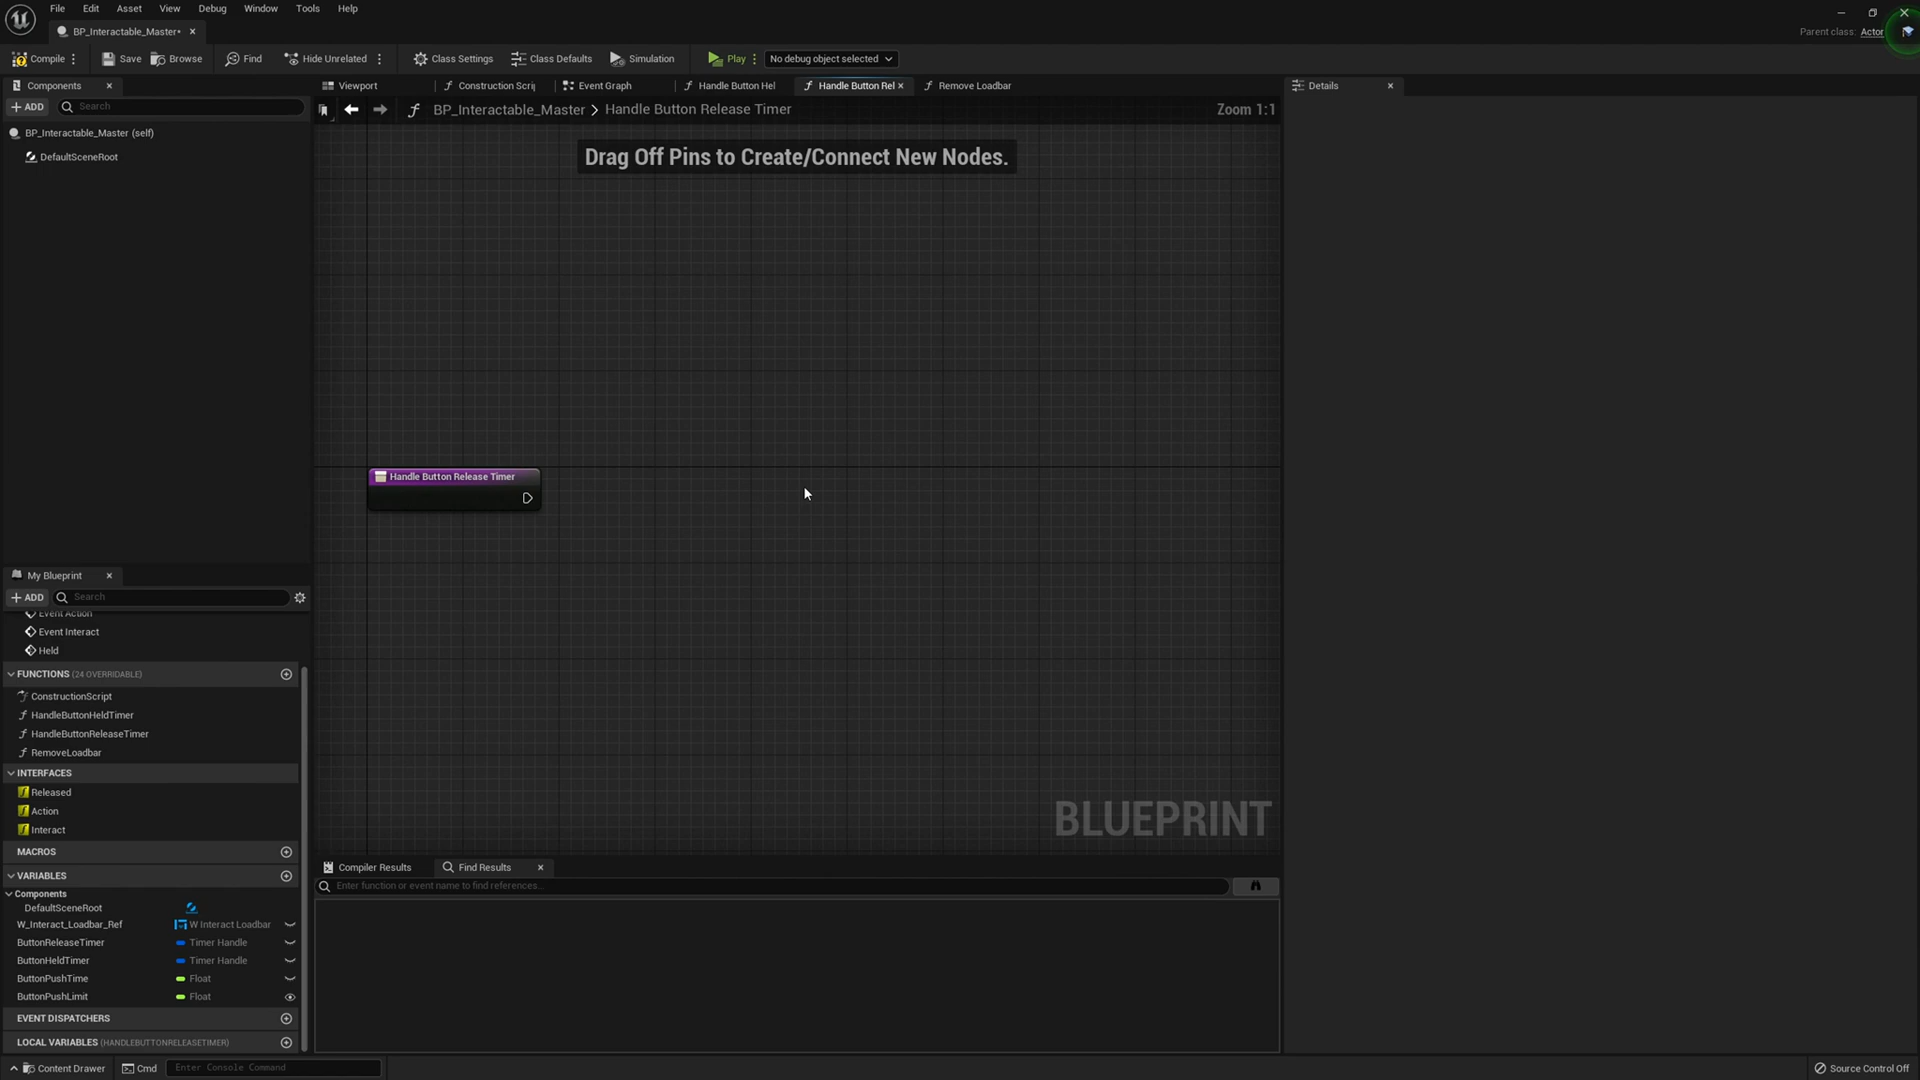 File Edit Asset View Debug Window Tools Help
BP_Interactable_Master*
Parent class: Actor
Compile Save Browse Find Hide Unrelated Class Settings Class Defaults Simulation Play No debug object selected
Components
Viewport Construction Scrip Event Graph Handle Button Hel Handle Button Rel Remove Loadbar
Details
ADD Search
BP_Interactable_Master > Handle Button Release Timer
Zoom 1:1
BP_Interactable_Master (self)
DefaultSceneRoot
Drag Off Pins to Create/Connect New Nodes.
Handle Button Release Timer
My Blueprint
ADD Search
Event Action
Event Interact
Held
FUNCTIONS (24 OVERRIDABLE)
ConstructionScript
HandleButtonHeldTimer
HandleButtonReleaseTimer
RemoveLoadbar
INTERFACES
Released
Action
Interact
MACROS
VARIABLES
Components
DefaultSceneRoot
W_Interact_Loadbar_Ref W Interact Loadbar
ButtonReleaseTimer Timer Handle
ButtonHeldTimer Timer Handle
ButtonPushTime Float
ButtonPushLimit Float
EVENT DISPATCHERS
LOCAL VARIABLES (HANDLEBUTTONRELEASETIMER)
BLUEPRINT
Compiler Results Find Results
Enter function or event name to find references...
Content Drawer Cmd Enter Console Command
Source Control Off